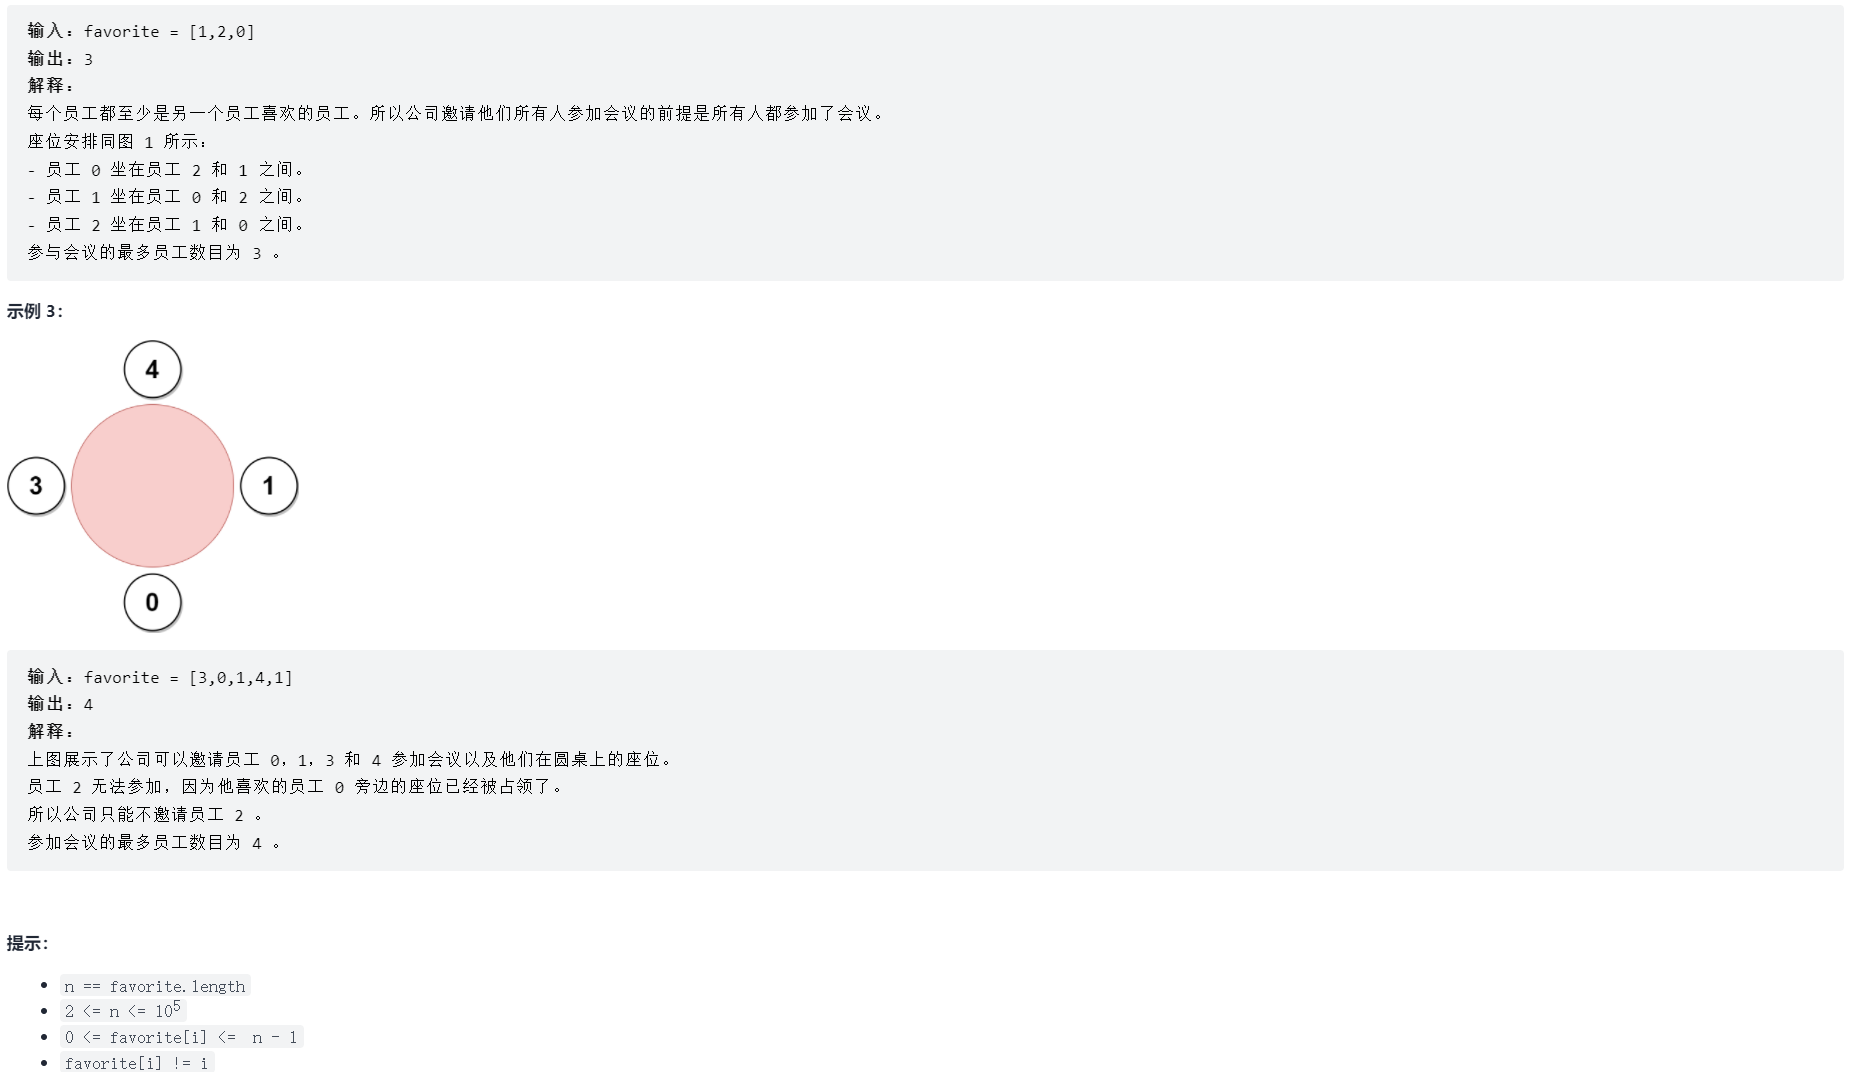 输入：favorite = [1,2,0]
输出：3
解释：
每个员工都至少是另一个员工喜欢的员工。所以公司邀请他们所有人参加会议的前提是所有人都参加了会议。
座位安排同图 1 所示：
- 员工 0 坐在员工 2 和 1 之间。
- 员工 1 坐在员工 0 和 2 之间。
- 员工 2 坐在员工 1 和 0 之间。
参与会议的最多员工数目为 3 。
示例 3：
4
3
1
0
输入：favorite = [3,0,1,4,1]
输出：4
解释：
上图展示了公司可以邀请员工 0，1，3 和 4 参加会议以及他们在圆桌上的座位。
员工 2 无法参加，因为他喜欢的员工 0 旁边的座位已经被占领了。
所以公司只能不邀请员工 2 。
参加会议的最多员工数目为 4 。
提示：
• n == favorite.length
• 2 <= n <= 10⁵
• 0 <= favorite[i] <= n - 1
• favorite[i] != i